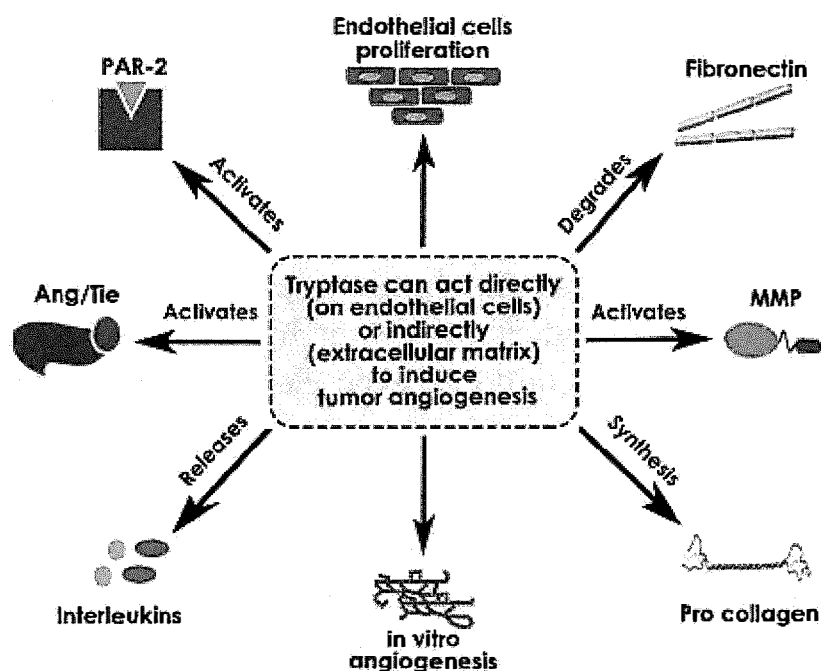 Endothelial cells
proliferation
PAR-2
Fibronectin
Activates
Degrades
Tryptase can act directly
(on endothelial cells)
or indirectly
(extracellular matrix)
to induce
tumor angiogenesis
Ang/Tie
Activates
Activates
MMP
Releases
Synthesis
Interleukins
in vitro
angiogenesis
Pro collagen